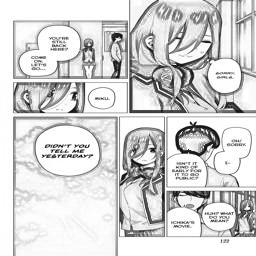 YOU'RE
STILL
BACK
HERE?
COME
ON
LET'S
GO...
SORRY,
GIRLS.
MIKU.
DIDN'T YOU
TELL ME
YESTERDAY?
OH!
SORRY.
I-
ISN'T IT
KIND OF
EARLY FOR
IT TO GO
PUBLIC?
HUH? WHAT
DO YOU
MEAN?
ICHIKA'S
MOVIE.
122